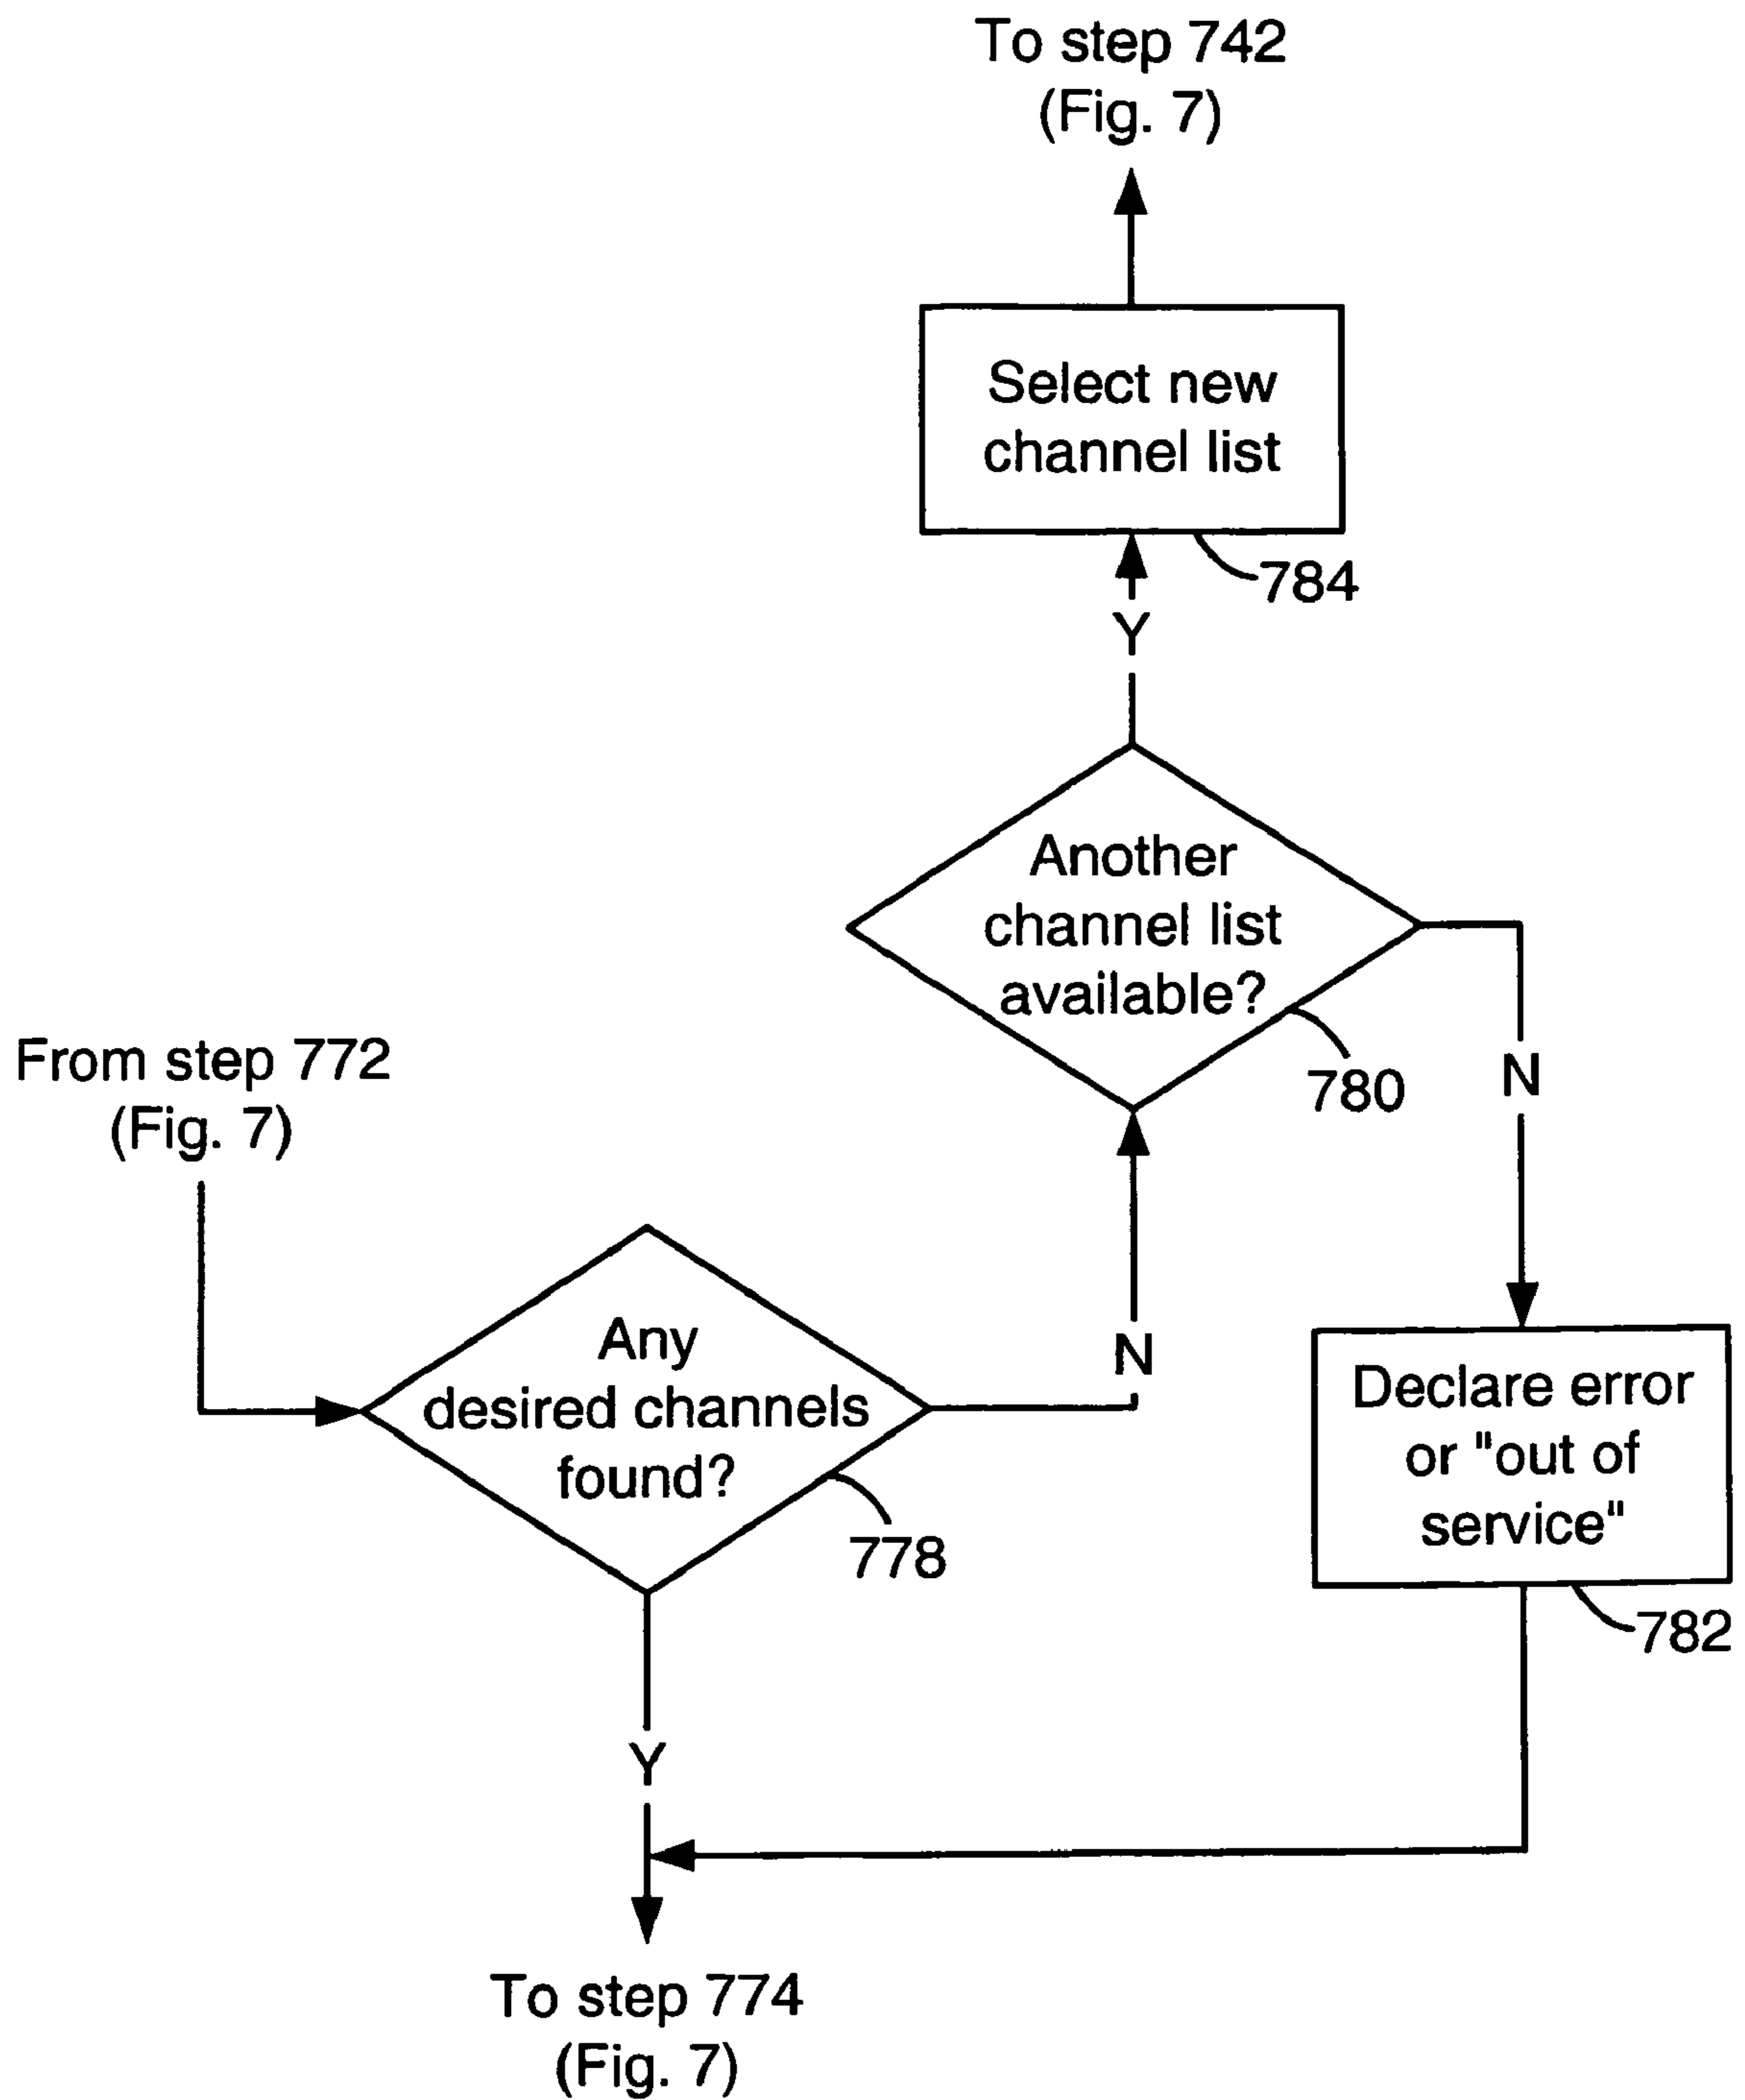 To step 742
(Fig. 7)
Select new
channel list
784
Y
Another
channel list
available?
780
N
From step 772
(Fig. 7)
Any
desired channels
found?
778
N
Declare error
or "out of
service"
782
Y
To step 774
(Fig. 7)